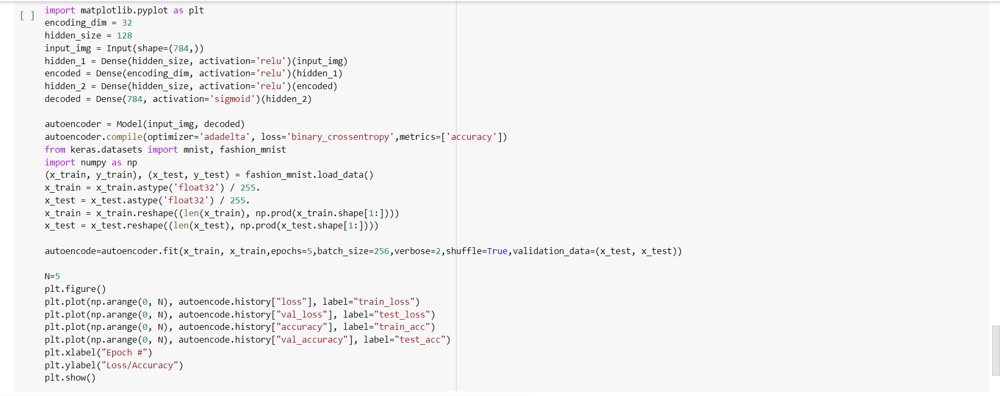 [ ]
import matplotlib.pyplot as plt
encoding_dim = 32
hidden_size = 128
input_img = Input(shape=(784,))
hidden_1 = Dense(hidden_size, activation='relu')(input_img)
encoded = Dense(encoding_dim, activation='relu')(hidden_1)
hidden_2 = Dense(hidden_size, activation='relu')(encoded)
decoded = Dense(784, activation='sigmoid')(hidden_2)

autoencoder = Model(input_img, decoded)
autoencoder.compile(optimizer='adadelta', loss='binary_crossentropy',metrics=['accuracy'])
from keras.datasets import mnist, fashion_mnist
import numpy as np
(x_train, y_train), (x_test, y_test) = fashion_mnist.load_data()
x_train = x_train.astype('float32') / 255.
x_test = x_test.astype('float32') / 255.
x_train = x_train.reshape((len(x_train), np.prod(x_train.shape[1:])))
x_test = x_test.reshape((len(x_test), np.prod(x_test.shape[1:])))

autoencode=autoencoder.fit(x_train, x_train,epochs=5,batch_size=256,verbose=2,shuffle=True,validation_data=(x_test, x_test))

N=5
plt.figure()
plt.plot(np.arange(0, N), autoencode.history["loss"], label="train_loss")
plt.plot(np.arange(0, N), autoencode.history["val_loss"], label="test_loss")
plt.plot(np.arange(0, N), autoencode.history["accuracy"], label="train_acc")
plt.plot(np.arange(0, N), autoencode.history["val_accuracy"], label="test_acc")
plt.xlabel("Epoch #")
plt.ylabel("Loss/Accuracy")
plt.show()